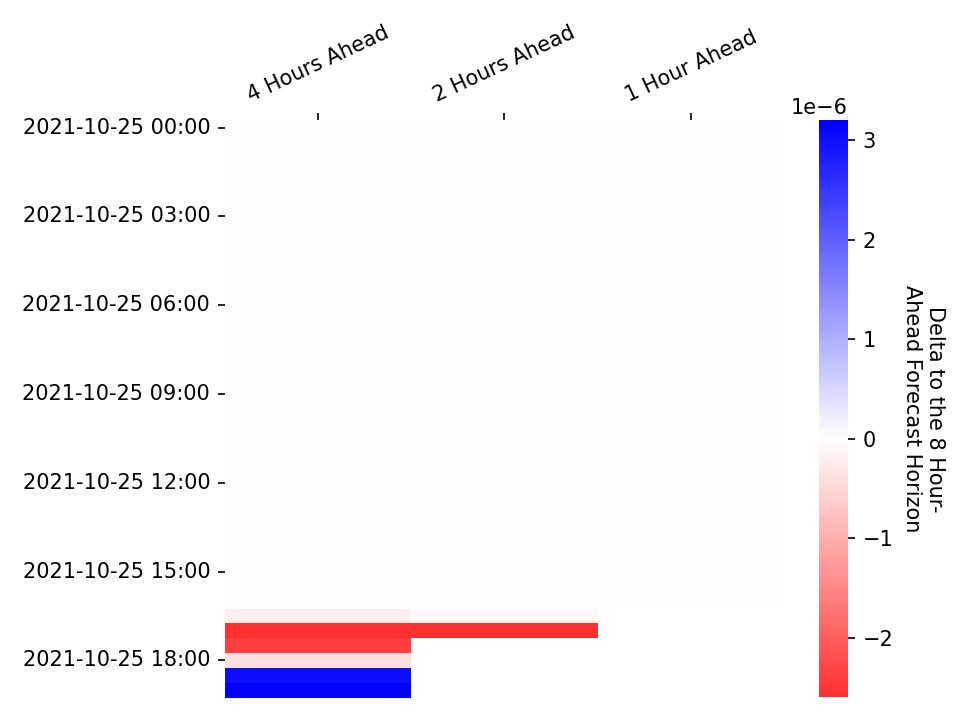 4 Hours Ahead
2 Hours Ahead
1 Hour Ahead
1e−6
2021-10-25 00:00
2021-10-25 03:00
2021-10-25 06:00
2021-10-25 09:00
2021-10-25 12:00
2021-10-25 15:00
2021-10-25 18:00
3
2
1
0
−1
−2
Delta to the 8 Hour-
Ahead Forecast Horizon